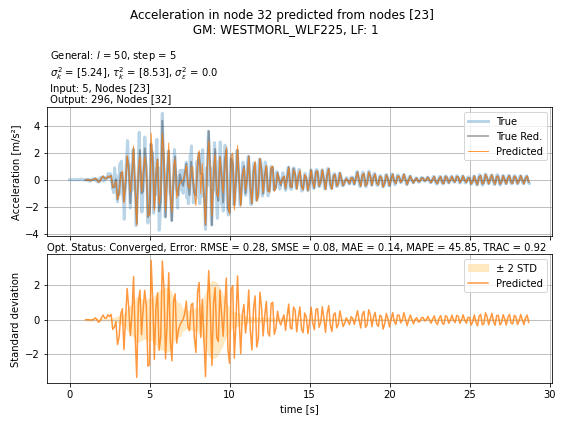 Acceleration in node 32 predicted from nodes [23]
GM: WESTMORL_WLF225, LF: 1
General: l = 50, step = 5
σ²ₖ = [5.24], τ²ₖ = [8.53], σ²ₑ = 0.0
Input: 5, Nodes [23]
Output: 296, Nodes [32]
Acceleration [m/s²]
4
2
0
−2
−4
True
True Red.
Predicted
Opt. Status: Converged, Error: RMSE = 0.28, SMSE = 0.08, MAE = 0.14, MAPE = 45.85, TRAC = 0.92
Standard deviation
2
0
−2
± 2 STD
Predicted
0 5 10 15 20 25 30
time [s]